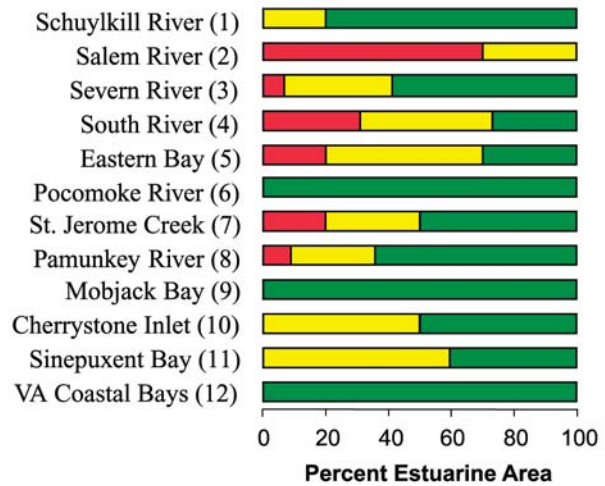 Schuylkill River (1)
Salem River (2)
Severn River (3)
South River (4)
Eastern Bay (5)
Pocomoke River (6)
St. Jerome Creek (7)
Pamunkey River (8)
Mobjack Bay (9)
Cherrystone Inlet (10)
Sinepuxent Bay (11)
VA Coastal Bays (12)
0 20 40 60 80 100
Percent Estuarine Area